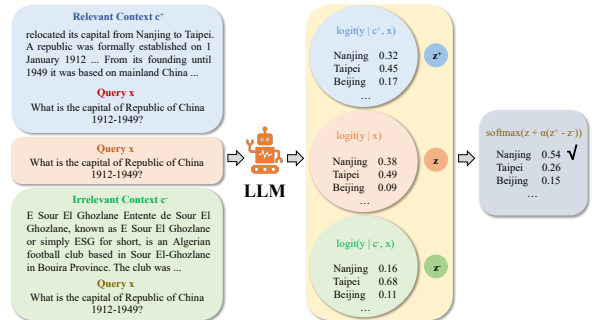 Relevant Context c⁺
relocated its capital from Nanjing to Taipei.
A republic was formally established on 1
January 1912 ... From its founding until
1949 it was based on mainland China ...
Query x
What is the capital of Republic of China
1912-1949?
Query x
What is the capital of Republic of China
1912-1949?
Irrelevant Context c⁻
E Sour El Ghozlane Entente de Sour El
Ghozlane, known as E Sour El Ghozlane
or simply ESG for short, is an Algerian
football club based in Sour El-Ghozlane
in Bouira Province. The club was ...
Query x
What is the capital of Republic of China
1912-1949?
LLM
logit(y | c⁺, x)
Nanjing 0.32
Taipei 0.45
Beijing 0.17
...
z⁺
logit(y | x)
Nanjing 0.38
Taipei 0.49
Beijing 0.09
...
z
logit(y | c⁻, x)
Nanjing 0.16
Taipei 0.68
Beijing 0.11
...
z⁻
softmax(z + α(z⁺ - z⁻))
Nanjing 0.54 √
Taipei 0.26
Beijing 0.15
...